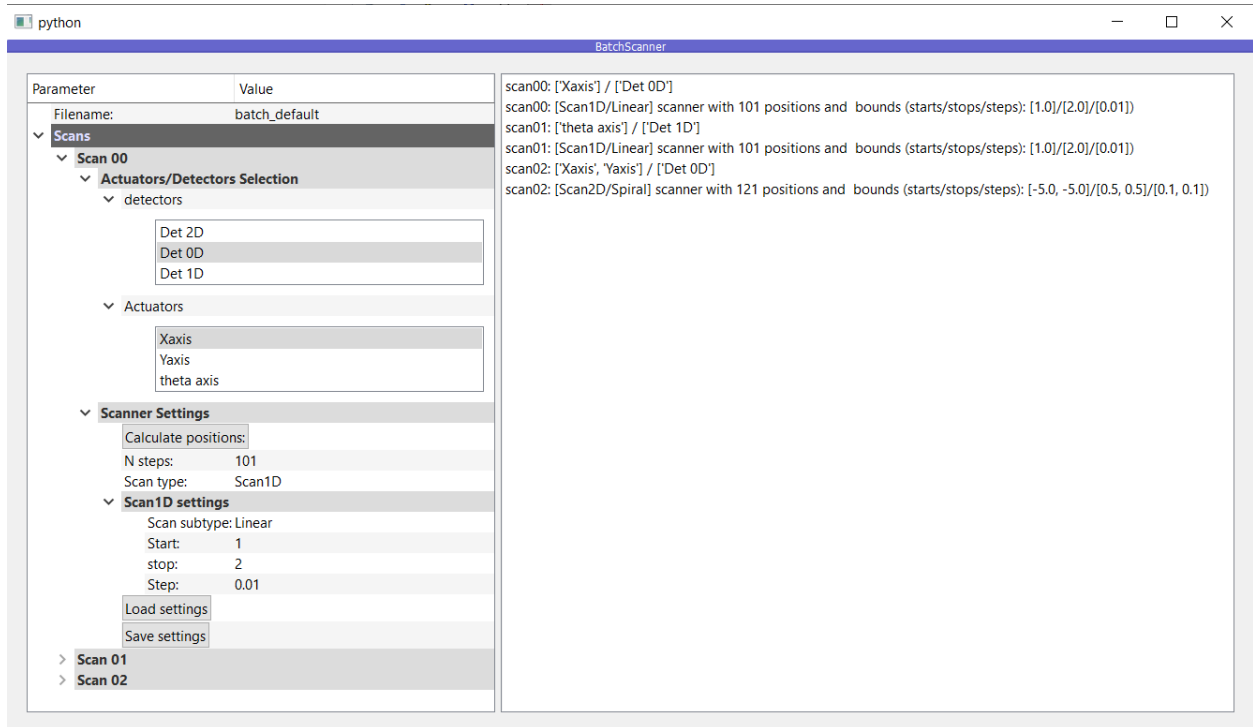 python
BatchScanner
Parameter Value
Filename: batch_default
Scans
Scan 00
Actuators/Detectors Selection
detectors
Det 2D
Det 0D
Det 1D
Actuators
Xaxis
Yaxis
theta axis
Scanner Settings
Calculate positions:
N steps: 101
Scan type: Scan1D
Scan1D settings
Scan subtype: Linear
Start: 1
stop: 2
Step: 0.01
Load settings
Save settings
Scan 01
Scan 02
scan00: ['Xaxis'] / ['Det 0D']
scan00: [Scan1D/Linear] scanner with 101 positions and  bounds (starts/stops/steps): [1.0]/[2.0]/[0.01])
scan01: ['theta axis'] / ['Det 1D']
scan01: [Scan1D/Linear] scanner with 101 positions and  bounds (starts/stops/steps): [1.0]/[2.0]/[0.01])
scan02: ['Xaxis', 'Yaxis'] / ['Det 0D']
scan02: [Scan2D/Spiral] scanner with 121 positions and  bounds (starts/stops/steps): [-5.0, -5.0]/[0.5, 0.5]/[0.1, 0.1])